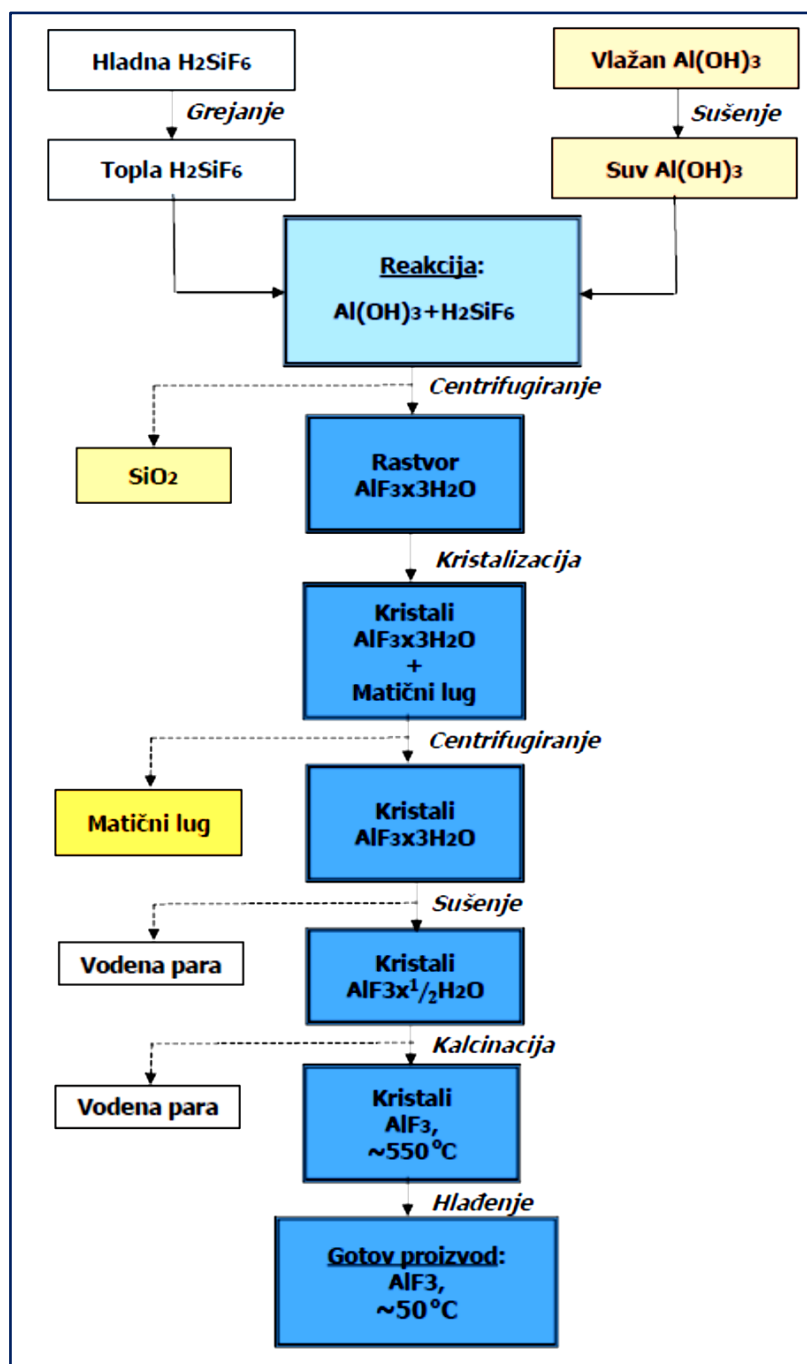 Hladna H2SiF6
Vlažan Al(OH)3
Grejanje
Sušenje
Topla H2SiF6
Suv Al(OH)3
Reakcija:
Al(OH)3+H2SiF6
Centrifugiranje
SiO2
Rastvor
AlF3x3H2O
Kristalizacija
Kristali
AlF3x3H2O
+
Matični lug
Centrifugiranje
Matični lug
Kristali
AlF3x3H2O
Sušenje
Vodena para
Kristali
AlF3x1/2H2O
Kalcinacija
Vodena para
Kristali
AlF3,
~550°C
Hlađenje
Gotov proizvod:
AlF3,
~50°C